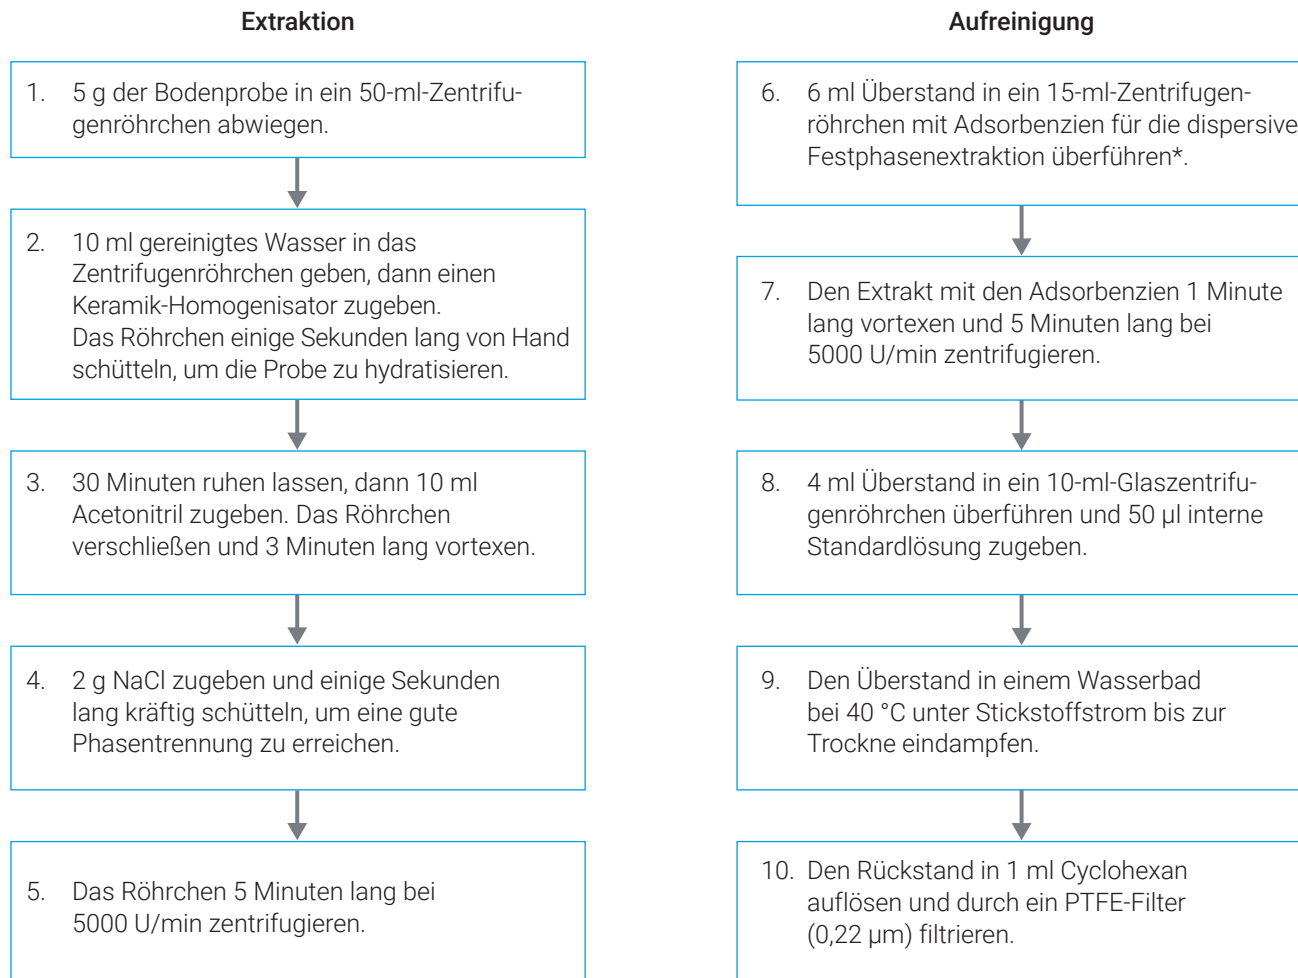 Extraktion
1. 5 g der Bodenprobe in ein 50-ml-Zentrifu-
genröhrchen abwiegen.
2. 10 ml gereinigtes Wasser in das
Zentrifugenröhrchen geben, dann einen
Keramik-Homogenisator zugeben.
Das Röhrchen einige Sekunden lang von Hand
schütteln, um die Probe zu hydratisieren.
3. 30 Minuten ruhen lassen, dann 10 ml
Acetonitril zugeben. Das Röhrchen
verschließen und 3 Minuten lang vortexen.
4. 2 g NaCl zugeben und einige Sekunden
lang kräftig schütteln, um eine gute
Phasentrennung zu erreichen.
5. Das Röhrchen 5 Minuten lang bei
5000 U/min zentrifugieren.
Aufreinigung
6. 6 ml Überstand in ein 15-ml-Zentrifugen-
röhrchen mit Adsorbenzien für die dispersive
Festphasenextraktion überführen*.
7. Den Extrakt mit den Adsorbenzien 1 Minute
lang vortexen und 5 Minuten lang bei
5000 U/min zentrifugieren.
8. 4 ml Überstand in ein 10-ml-Glaszentrifu-
genröhrchen überführen und 50 µl interne
Standardlösung zugeben.
9. Den Überstand in einem Wasserbad
bei 40 °C unter Stickstoffstrom bis zur
Trockne eindampfen.
10. Den Rückstand in 1 ml Cyclohexan
auflösen und durch ein PTFE-Filter
(0,22 µm) filtrieren.